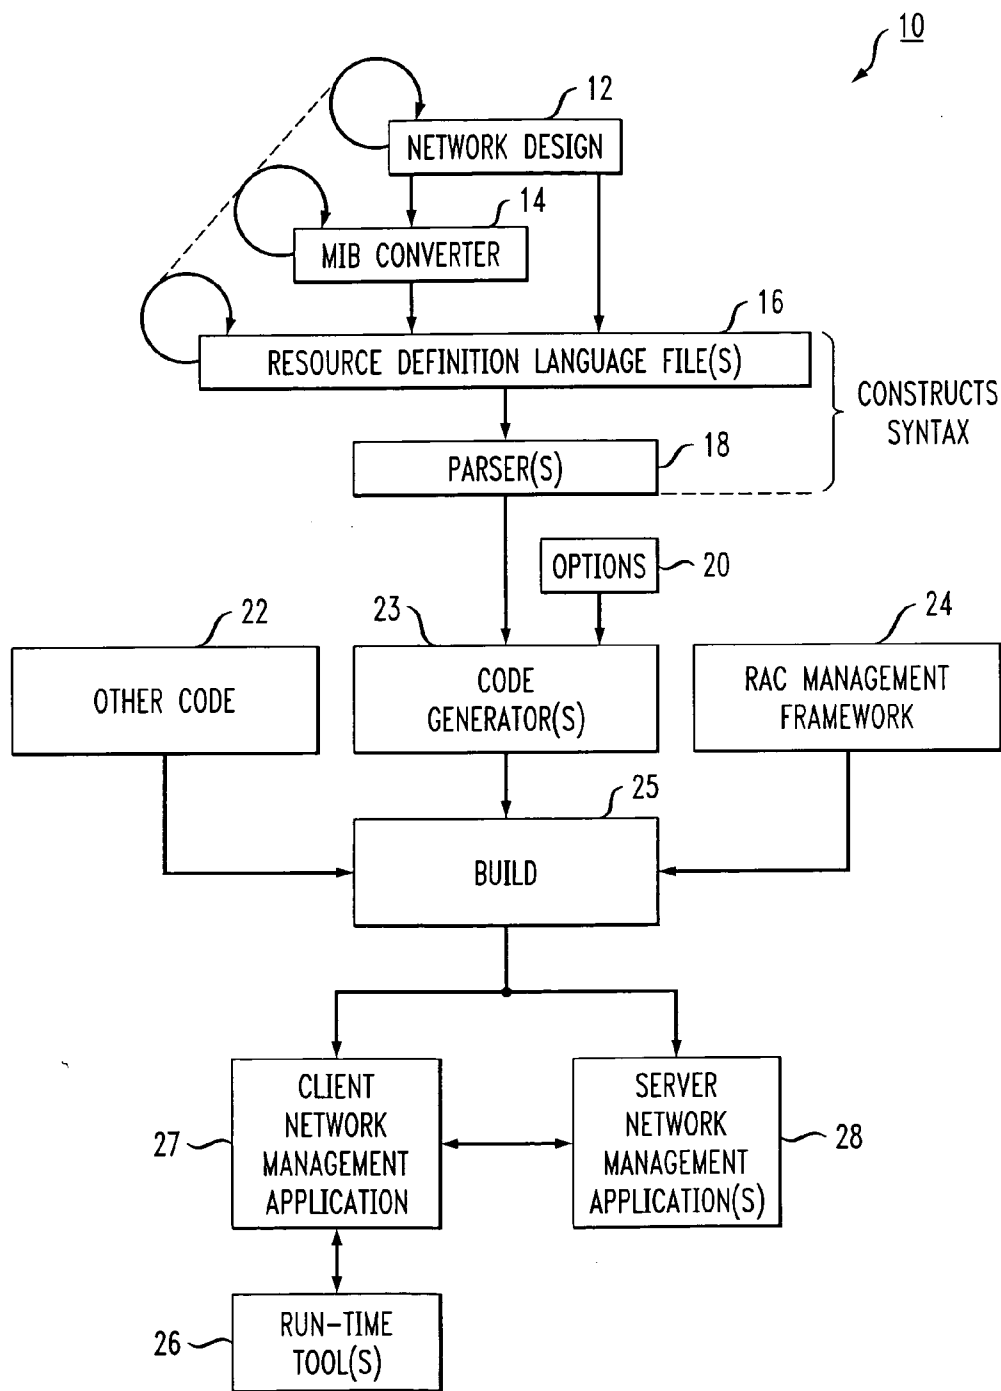 10
12
NETWORK DESIGN
14
MIB CONVERTER
16
RESOURCE DEFINITION LANGUAGE FILE(S)
CONSTRUCTS
SYNTAX
18
PARSER(S)
OPTIONS
20
22
23
24
OTHER CODE
CODE
GENERATOR(S)
RAC MANAGEMENT
FRAMEWORK
25
BUILD
CLIENT
NETWORK
MANAGEMENT
APPLICATION
27
SERVER
NETWORK
MANAGEMENT
APPLICATION(S)
28
RUN-TIME
TOOL(S)
26